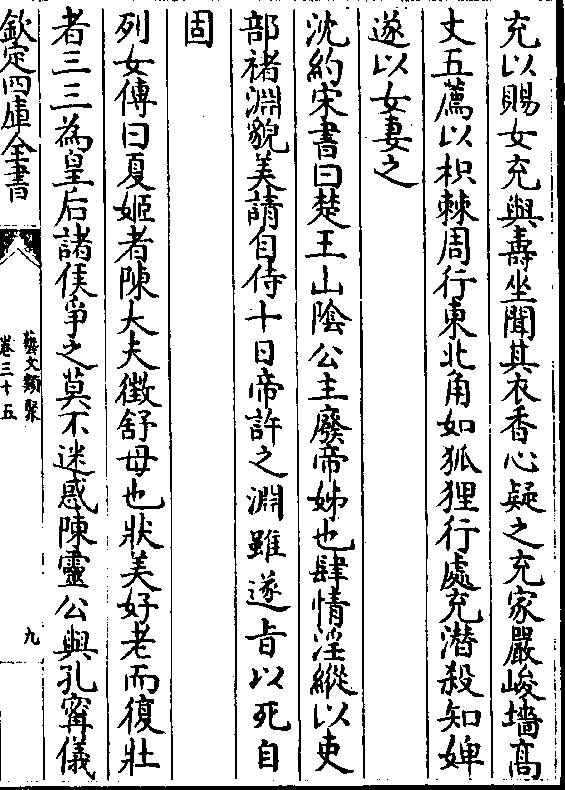 充以賜女充與壽坐聞其衣香心疑之充家嚴峻墻高
丈五薦以枳棘周行東北角如狐狸行處充潛殺知婢
遂以女妻之
沈約宋書曰楚王山陰公主廢帝姊也肆情淫縱以吏
部褚淵貌美請自侍十日帝許之淵雖遂旨以死自
固
列女傳曰夏姬者陳大夫徵舒母也狀美好老而復壯
者三三為皇后諸侯爭之莫不迷惑陳靈公與孔寗儀
欽定四庫全書
藝文類聚
卷三十五
九